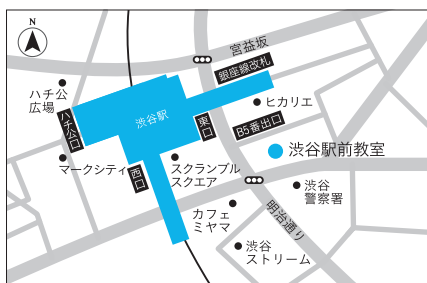 N
宮益坂
銀座線改札
ハチ公
広場
渋谷駅
ヒカリエ
ハチ公口
東口
B5番出口
渋谷駅前教室
マークシティ
西口
スクランブル
スクエア
渋谷
警察署
カフェ
ミヤマ
明治通り
渋谷
ストリーム